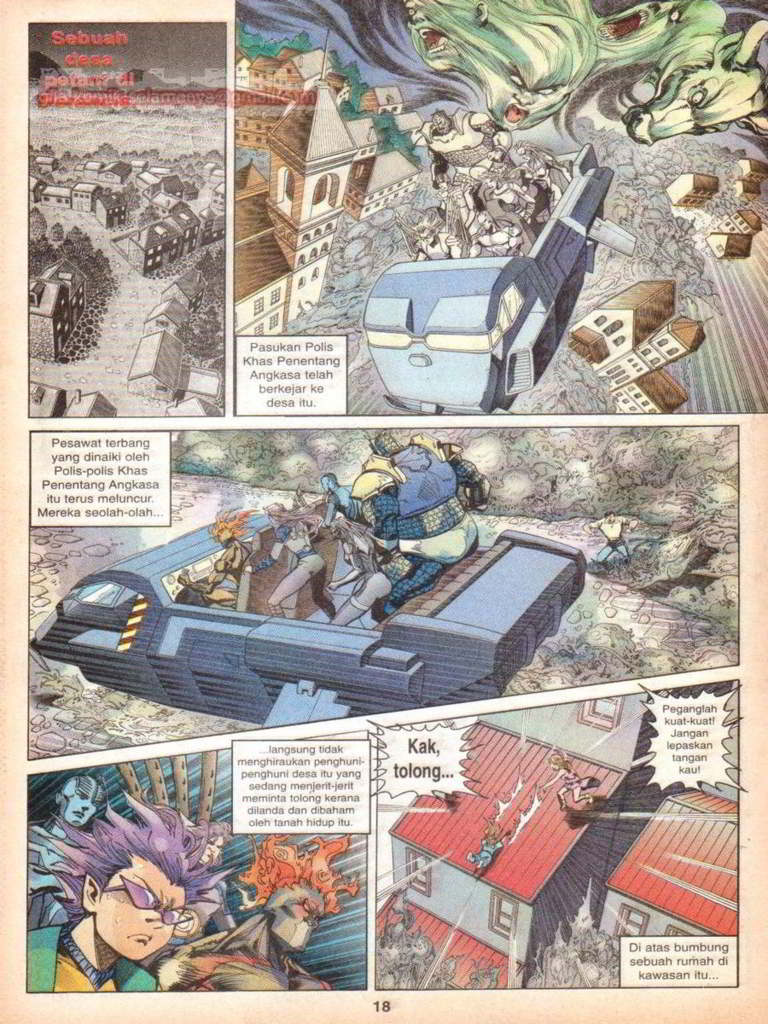 Sebuah
desa
petani di
Pasukan Polis
Khas Penentang
Angkasa telah
berkejar ke
desa itu.
Pesawat terbang
yang dinaiki oleh
Polis-polis Khas
Penentang Angkasa
itu terus meluncur.
Mereka seolah-olah...
...langsung tidak
menghiraukan penghuni-
penghuni desa itu yang
sedang menjerit-jerit
meminta tolong kerana
dilanda dan dibaham
oleh tanah hidup itu.
Kak,
tolong...
Peganglah
kuat-kuat!
Jangan
lepaskan
tangan
kau!
Di atas bumbung
sebuah rumah di
kawasan itu...
18